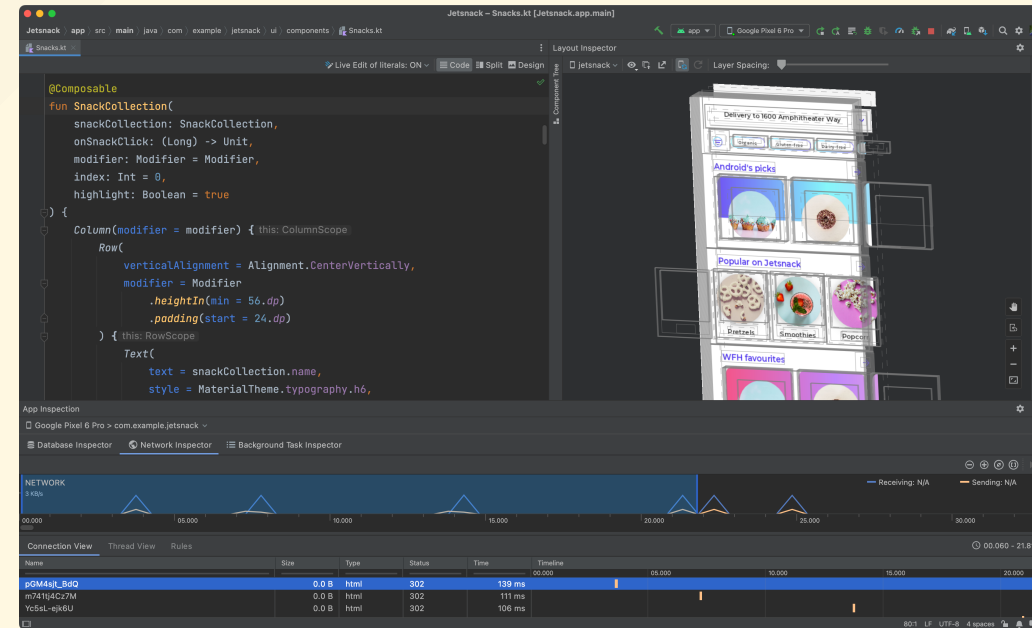 Jetsnack – Snacks.kt [Jetsnack.app.main]
Jetsnack app src main java com example jetsnack ui components Snacks.kt
app Google Pixel 6 Pro
Snacks.kt
Layout Inspector
Live Edit of literals: ON Code Split Design
jetsnack Layer Spacing:
Component Tree
@Composable
fun SnackCollection(
snackCollection: SnackCollection,
onSnackClick: (Long) -> Unit,
modifier: Modifier = Modifier,
index: Int = 0,
highlight: Boolean = true
) {
Column(modifier = modifier) { this: ColumnScope
Row(
verticalAlignment = Alignment.CenterVertically,
modifier = Modifier
.heightIn(min = 56.dp)
.padding(start = 24.dp)
) { this: RowScope
Text(
text = snackCollection.name,
style = MaterialTheme.typography.h6,
Delivery to 1600 Amphitheater Way
Organic Gluten-free Dairy-free
Android's picks
Popular on Jetsnack
Pretzels Smoothies Popcor
WFH favourites
App Inspection
Google Pixel 6 Pro > com.example.jetsnack
Database Inspector Network Inspector Background Task Inspector
NETWORK
3 KB/s
Receiving: N/A Sending: N/A
00.000 05.000 10.000 15.000 20.000 25.000 30.000
Connection View Thread View Rules
00.060 - 21.8
Name Size Type Status Time Timeline
00.000 05.000 10.000 15.000 20.000
pGM4sjt_BdQ 0.0 B html 302 139 ms
m741tj4Cz7M 0.0 B html 302 111 ms
Yc5sL-ejk6U 0.0 B html 302 106 ms
80:1 LF UTF-8 4 spaces